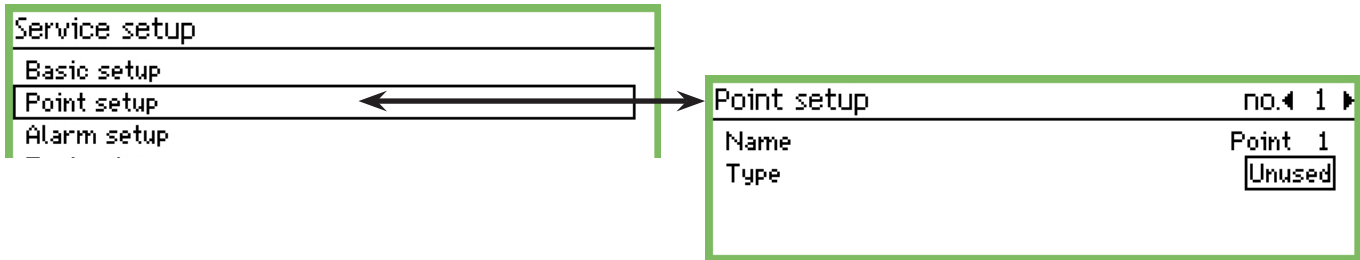 Service setup
Basic setup
Point setup
Alarm setup
Point setup no. 1
Name Point 1
Type Unused